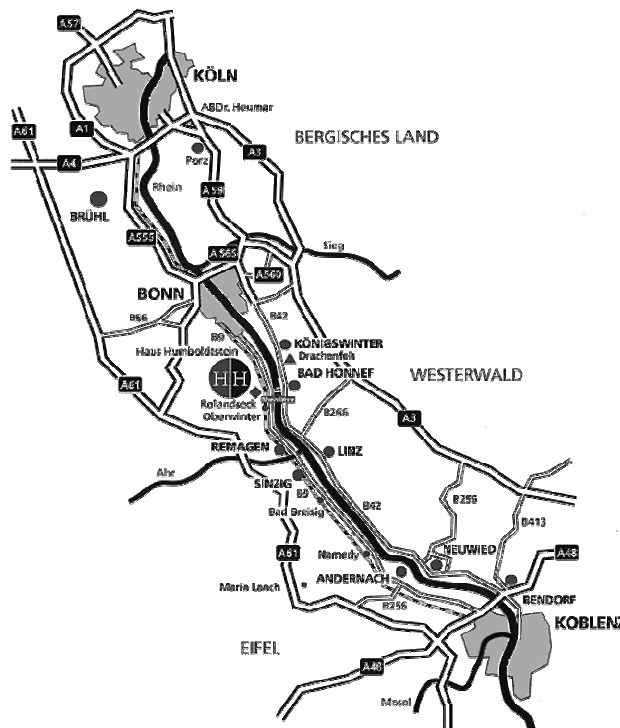 A57
KÖLN
ABDr. Heumar
A61
A1
BERGISCHES LAND
A4
A3
Porz
Rhein
A59
BRÜHL
A555
A565
Sieg
A560
BONN
B56
B42
B9
Haus Humboldtstein
KÖNIGSWINTER
Drachenfels
BAD HONNEF
WESTERWALD
HH
A61
Rolandseck
Oberwinter
B266
A3
REMAGEN
LINZ
Ahr
SINZIG
B9
B256
B42
Bad Breisig
B413
A61
Namedy
NEUWIED
A48
ANDERNACH
Maria Laach
B256
BENDORF
KOBLENZ
EIFEL
A48
Mosel